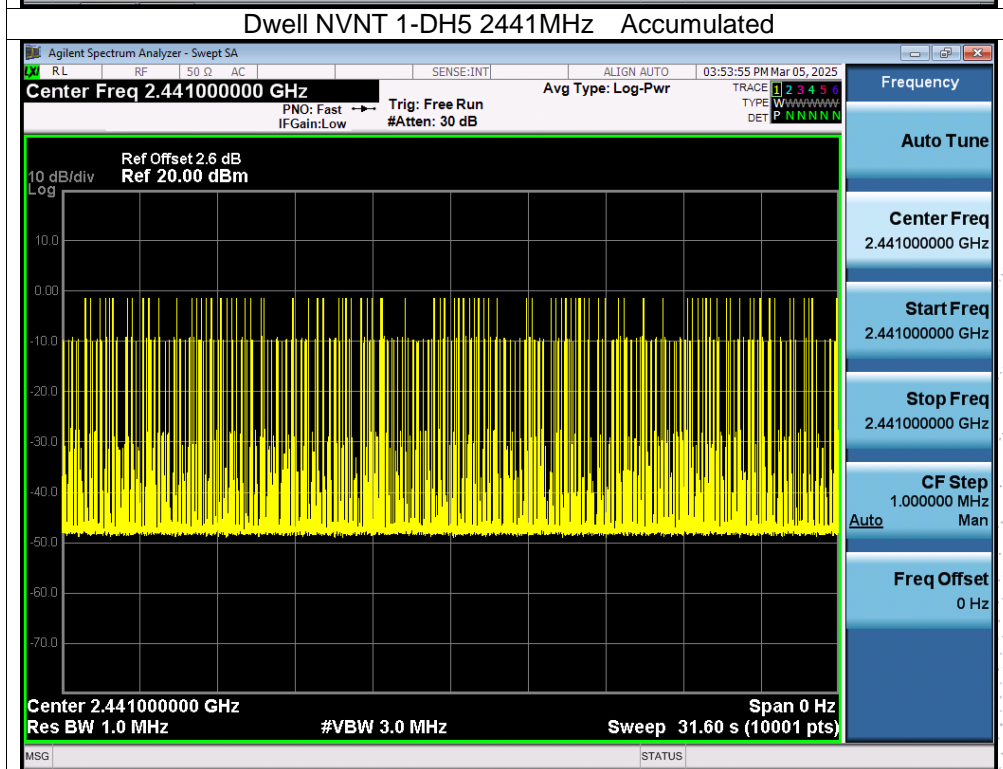 Dwell NVNT 1-DH5 2441MHz Accumulated
Agilent Spectrum Analyzer - Swept SA
LXI RL RF 50 Ω AC SENSE:INT ALIGN AUTO 03:53:55 PM Mar 05, 2025
Center Freq 2.441000000 GHz
Avg Type: Log-Pwr
TRACE 1 2 3 4 5 6
PNO: Fast
Trig: Free Run
TYPE WWWWWWW
IFGain:Low
#Atten: 30 dB
DET P N N N N N
Frequency
Auto Tune
Center Freq
2.441000000 GHz
Start Freq
2.441000000 GHz
Stop Freq
2.441000000 GHz
CF Step
1.000000 MHz
Auto Man
Freq Offset
0 Hz
Ref Offset 2.6 dB
10 dB/div Ref 20.00 dBm
Log
10.0
0.00
-10.0
-20.0
-30.0
-40.0
-50.0
-60.0
-70.0
Center 2.441000000 GHz Span 0 Hz
Res BW 1.0 MHz #VBW 3.0 MHz Sweep 31.60 s (10001 pts)
MSG STATUS